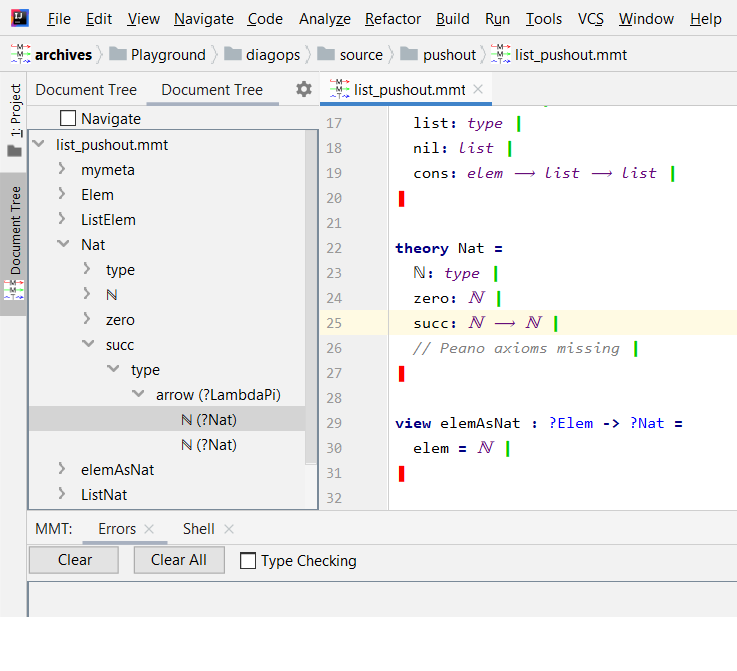 File Edit View Navigate Code Analyze Refactor Build Run Tools VCS Window Help
archives Playground diagops source pushout list_pushout.mmt
1: Project
Document Tree
Document Tree Document Tree
Navigate
list_pushout.mmt
mymeta
Elem
ListElem
Nat
type
ℕ
zero
succ
type
arrow (?LambdaPi)
ℕ (?Nat)
ℕ (?Nat)
elemAsNat
ListNat
list_pushout.mmt
17 list: type |
18 nil: list |
19 cons: elem ⟶ list ⟶ list |
20
21
22 theory Nat =
23 ℕ: type |
24 zero: ℕ |
25 succ: ℕ ⟶ ℕ |
26 // Peano axioms missing |
27
28
29 view elemAsNat : ?Elem -> ?Nat =
30 elem = ℕ |
31
32
MMT: Errors Shell
Clear Clear All Type Checking